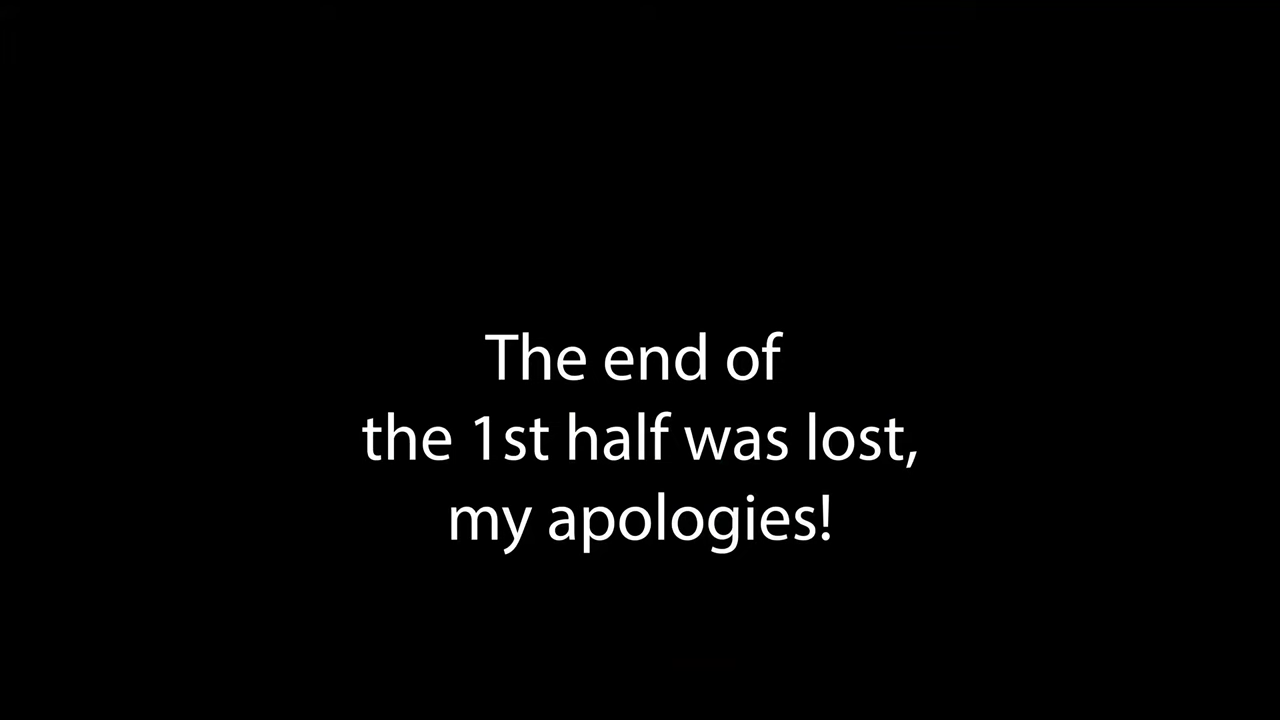 The end of
the 1st half was lost,
my apologies!